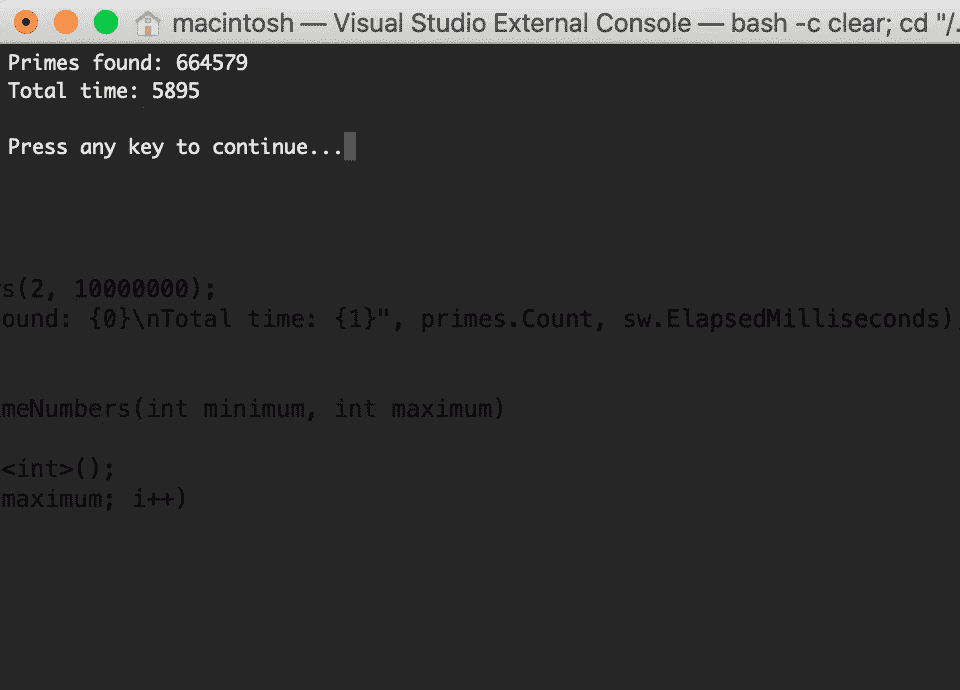 macintosh — Visual Studio External Console — bash -c clear; cd "/.
Primes found: 664579
Total time: 5895
Press any key to continue...
rs(2, 10000000);
ound: {0}\nTotal time: {1}", primes.Count, sw.ElapsedMilliseconds)
meNumbers(int minimum, int maximum)
<int>();
maximum; i++)